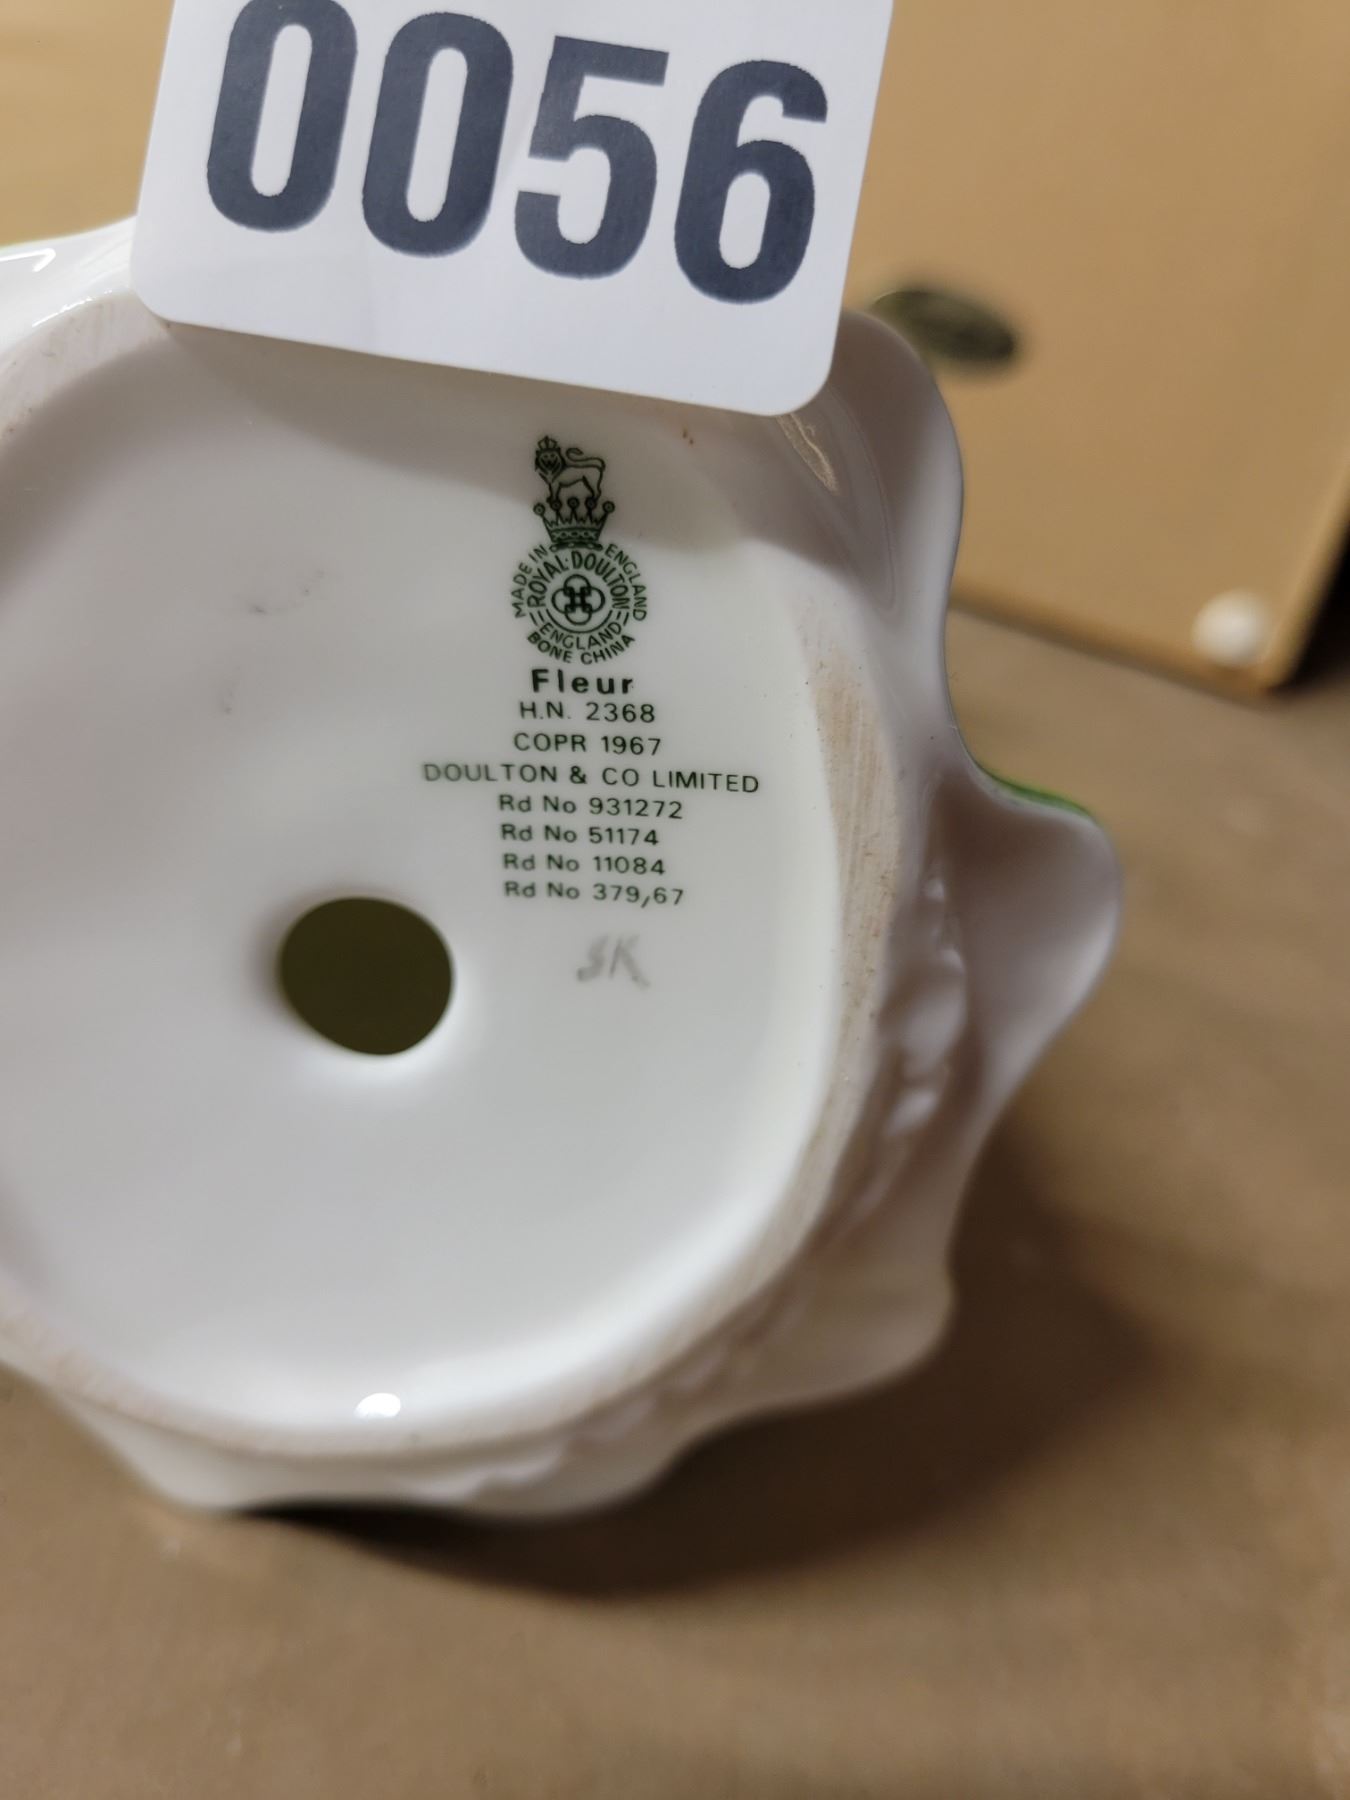 0056
MADE IN ENGLAND
ROYAL·DOULTON
ENGLAND
BONE CHINA
Fleur
H.N. 2368
COPR 1967
DOULTON & CO LIMITED
Rd No 931272
Rd No 51174
Rd No 11084
Rd No 379,67
SK